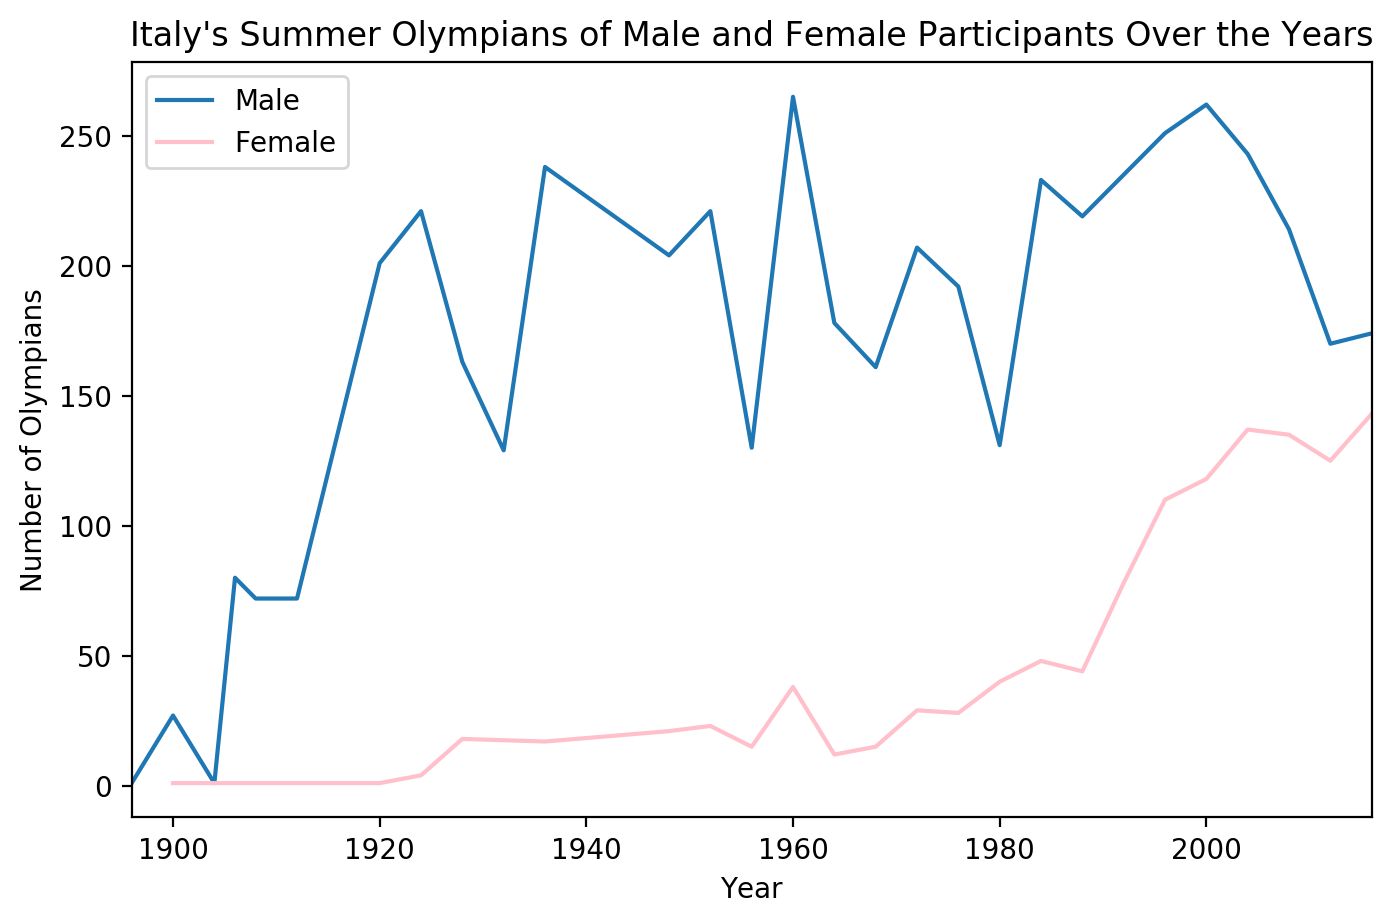 Italy's Summer Olympians of Male and Female Participants Over the Years
Male
Female
250
200
150
100
50
0
Number of Olympians
1900 1920 1940 1960 1980 2000
Year